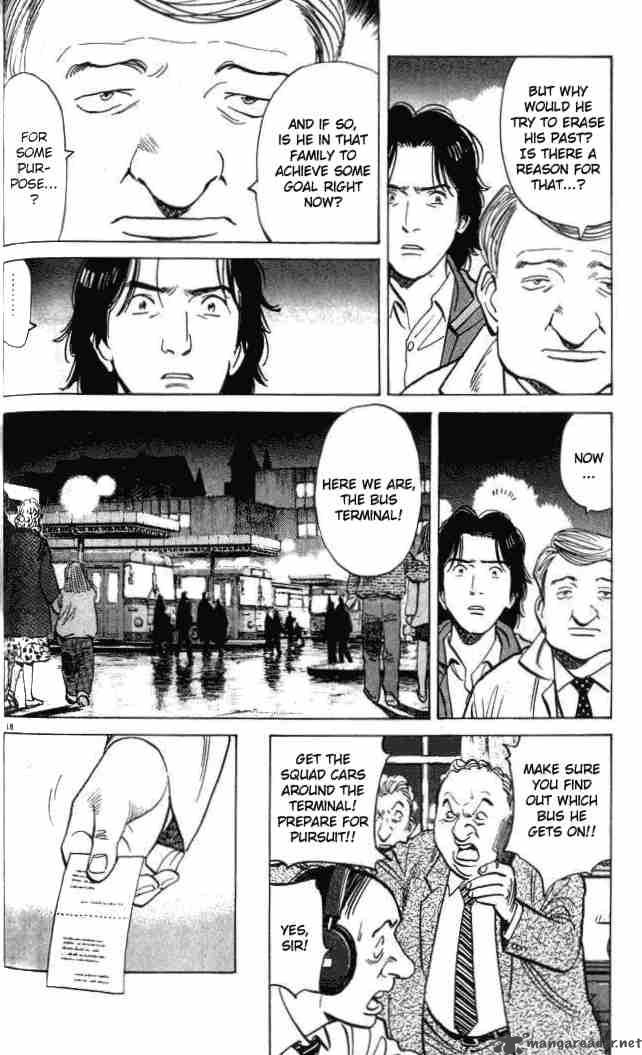 BUT WHY
WOULD HE
TRY TO ERASE
HIS PAST?
IS THERE A
REASON FOR
THAT...?
AND IF SO,
IS HE IN THAT
FAMILY TO
ACHIEVE SOME
GOAL RIGHT
NOW?
FOR
SOME
PUR-
POSE...
?
.......
NOW
...
HERE WE ARE,
THE BUS
TERMINAL!
18
MAKE SURE
YOU FIND
OUT WHICH
BUS HE
GETS ON!!
GET THE
SQUAD CARS
AROUND THE
TERMINAL!
PREPARE FOR
PURSUIT!!
YES,
SIR!
mangareader.net